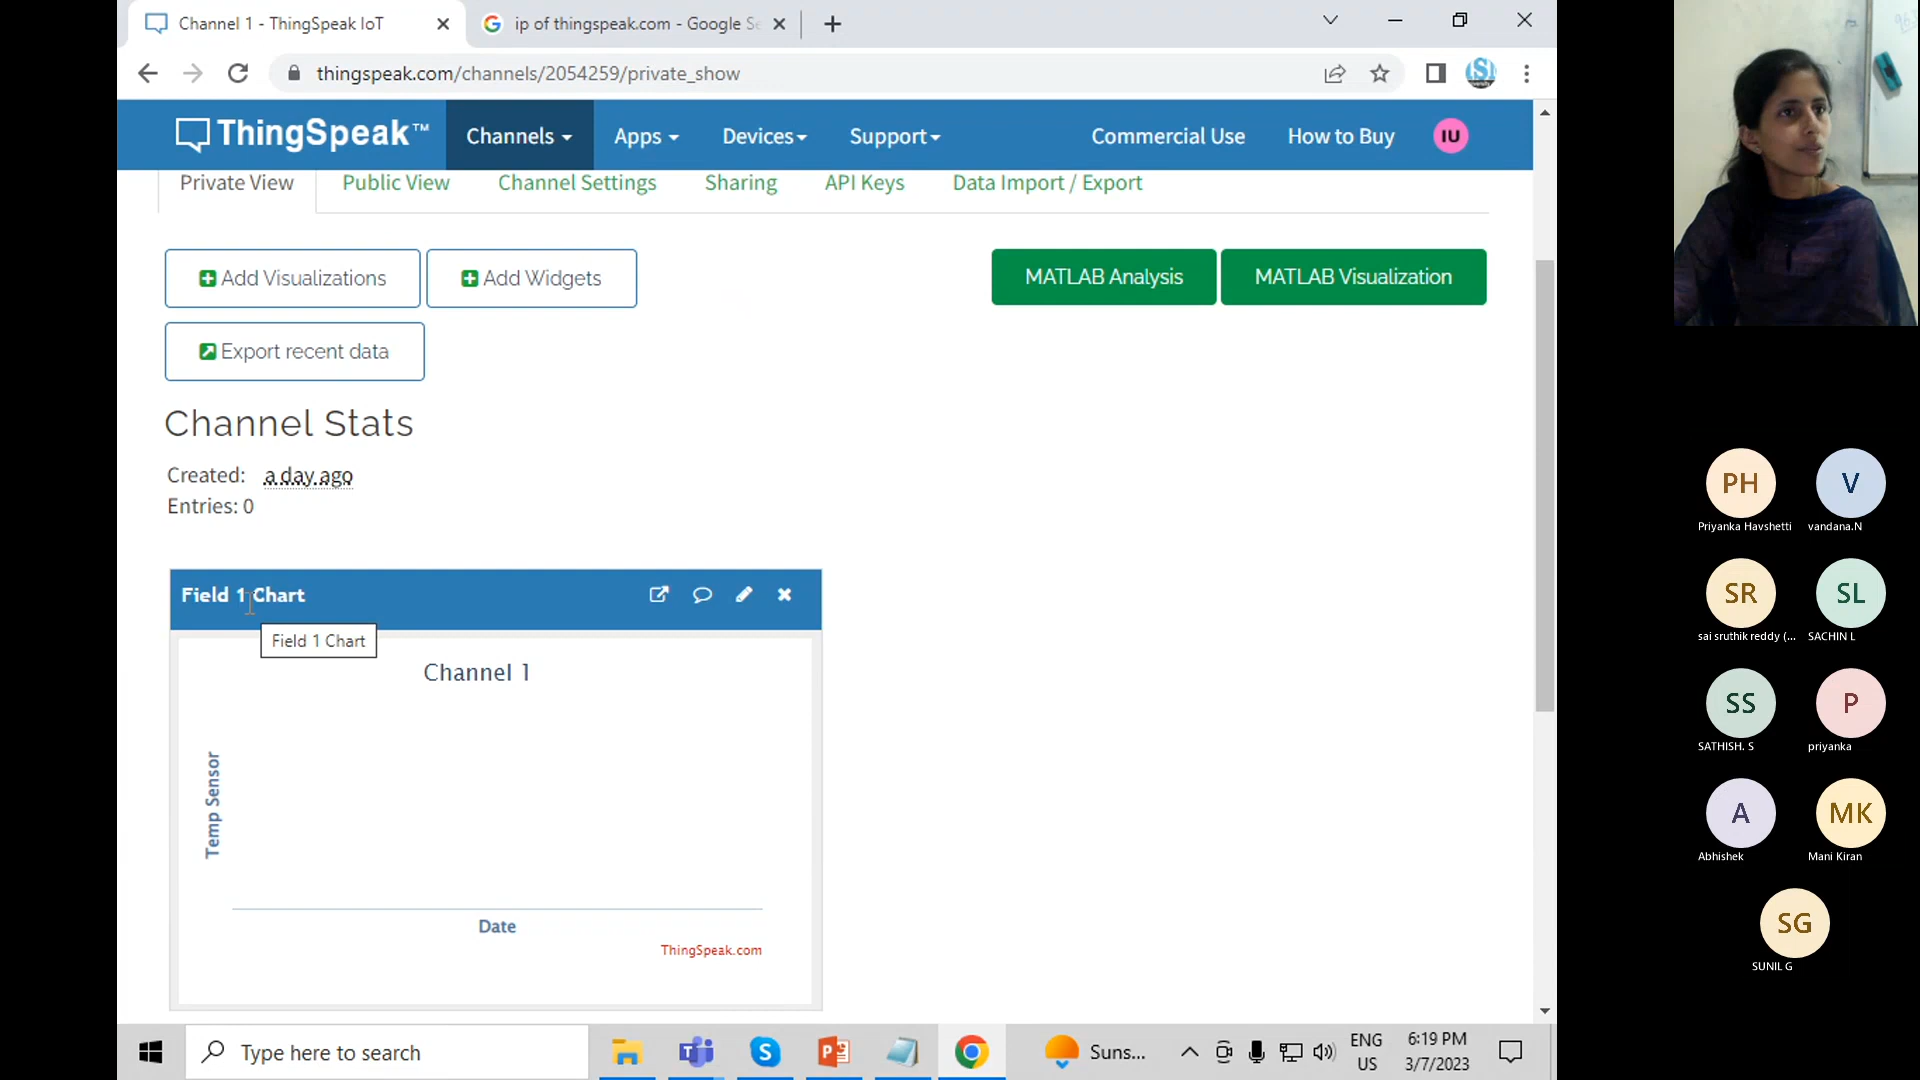 Channel 1 - ThingSpeak IoT
ip of thingspeak.com - Google Se
thingspeak.com/channels/2054259/private_show
ThingSpeak™
Channels
Apps
Devices
Support
Commercial Use
How to Buy
IU
Private View
Public View
Channel Settings
Sharing
API Keys
Data Import / Export
Add Visualizations
Add Widgets
MATLAB Analysis
MATLAB Visualization
Export recent data
Channel Stats
Created: a day ago
Entries: 0
Field 1 Chart
Field 1 Chart
Channel 1
Temp Sensor
Date
ThingSpeak.com
Type here to search
Suns...
ENG
US
6:19 PM
3/7/2023
PH
Priyanka Havshetti
V
vandana.N
SR
sai sruthik reddy (...
SL
SACHIN L
SS
SATHISH. S
P
priyanka
A
Abhishek
MK
Mani Kiran
SG
SUNIL G